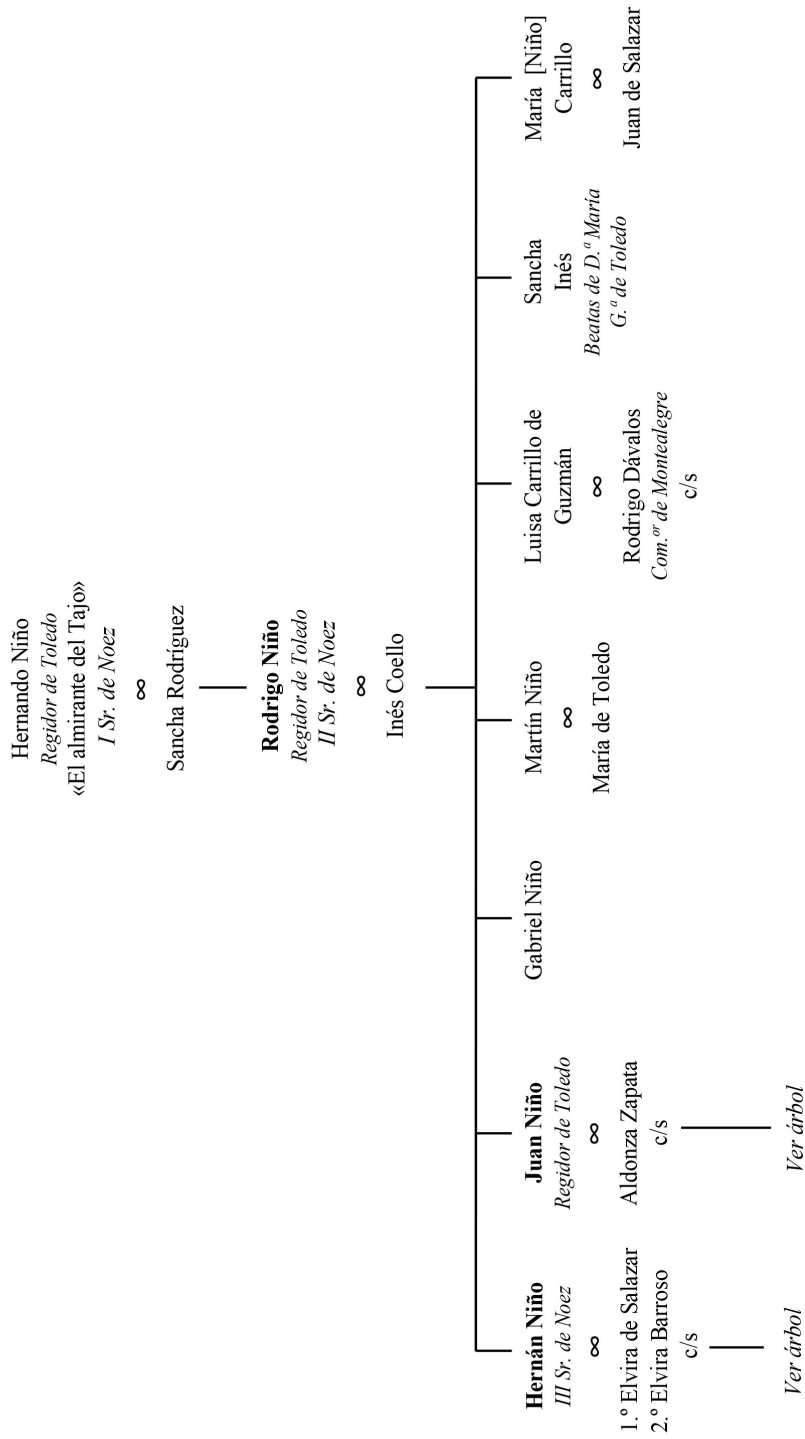 Hernando Niño
Regidor de Toledo
«El almirante del Tajo»
I Sr. de Noez
∞
Sancha Rodríguez
Rodrigo Niño
Regidor de Toledo
II Sr. de Noez
∞
Inés Coello
Hernán Niño
III Sr. de Noez
∞
1.º Elvira de Salazar
2.º Elvira Barroso
c/s
Ver árbol
Juan Niño
Regidor de Toledo
∞
Aldonza Zapata
c/s
Ver árbol
Gabriel Niño
Martín Niño
∞
María de Toledo
Luisa Carrillo de
Guzmán
∞
Rodrigo Dávalos
Com.or de Montealegre
c/s
Sancha
Inés
Beatas de D.ª María
G.ª de Toledo
María [Niño]
Carrillo
∞
Juan de Salazar